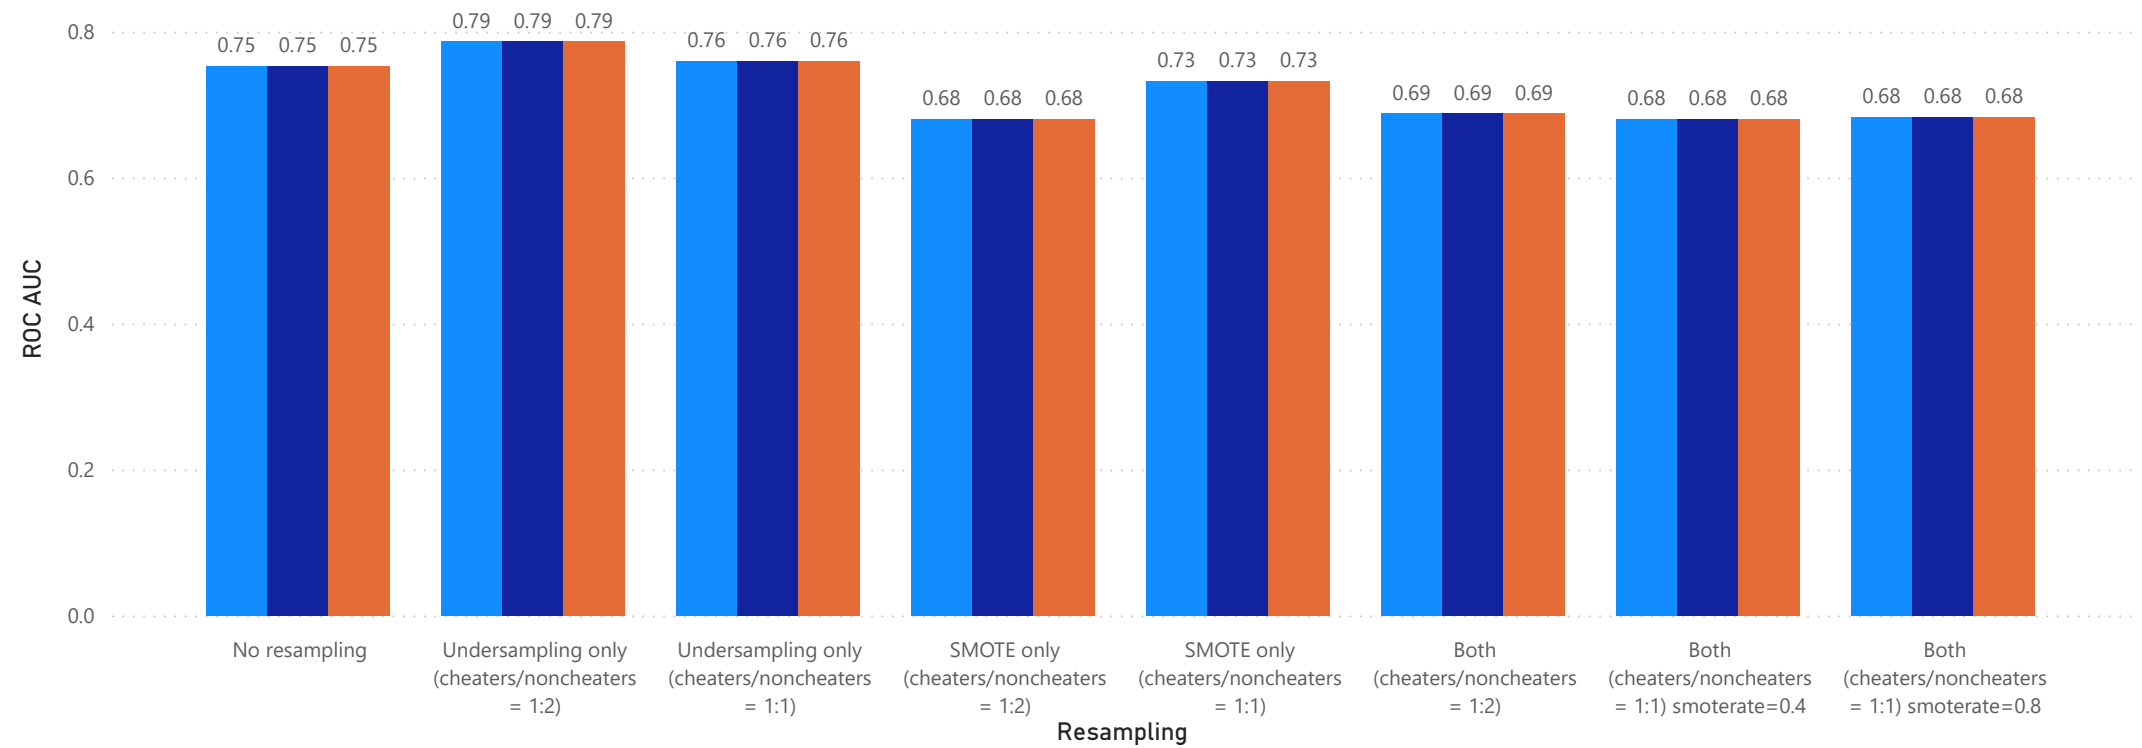 ROC AUC
0.8
0.6
0.4
0.2
0.0
0.75 0.75 0.75
0.79 0.79 0.79
0.76 0.76 0.76
0.68 0.68 0.68
0.73 0.73 0.73
0.69 0.69 0.69
0.68 0.68 0.68
0.68 0.68 0.68
No resampling
Undersampling only
(cheaters/noncheaters
= 1:2)
Undersampling only
(cheaters/noncheaters
= 1:1)
SMOTE only
(cheaters/noncheaters
= 1:2)
SMOTE only
(cheaters/noncheaters
= 1:1)
Both
(cheaters/noncheaters
= 1:2)
Both
(cheaters/noncheaters
= 1:1) smoterate=0.4
Both
(cheaters/noncheaters
= 1:1) smoterate=0.8
Resampling